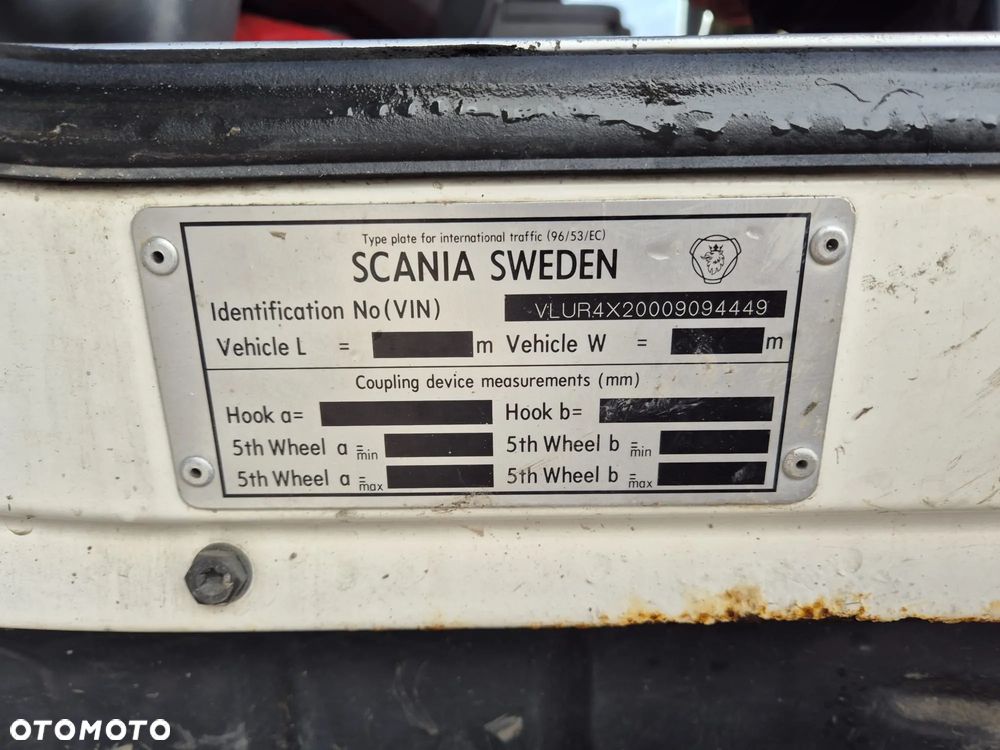 Type plate for international traffic (96/53/EC)
SCANIA SWEDEN
Identification No (VIN) VLUR4X20009094449
Vehicle L = m Vehicle W = m
Coupling device measurements (mm)
Hook a= Hook b=
5th Wheel a = min 5th Wheel b = min
5th Wheel a = max 5th Wheel b = max
OTOMOTO